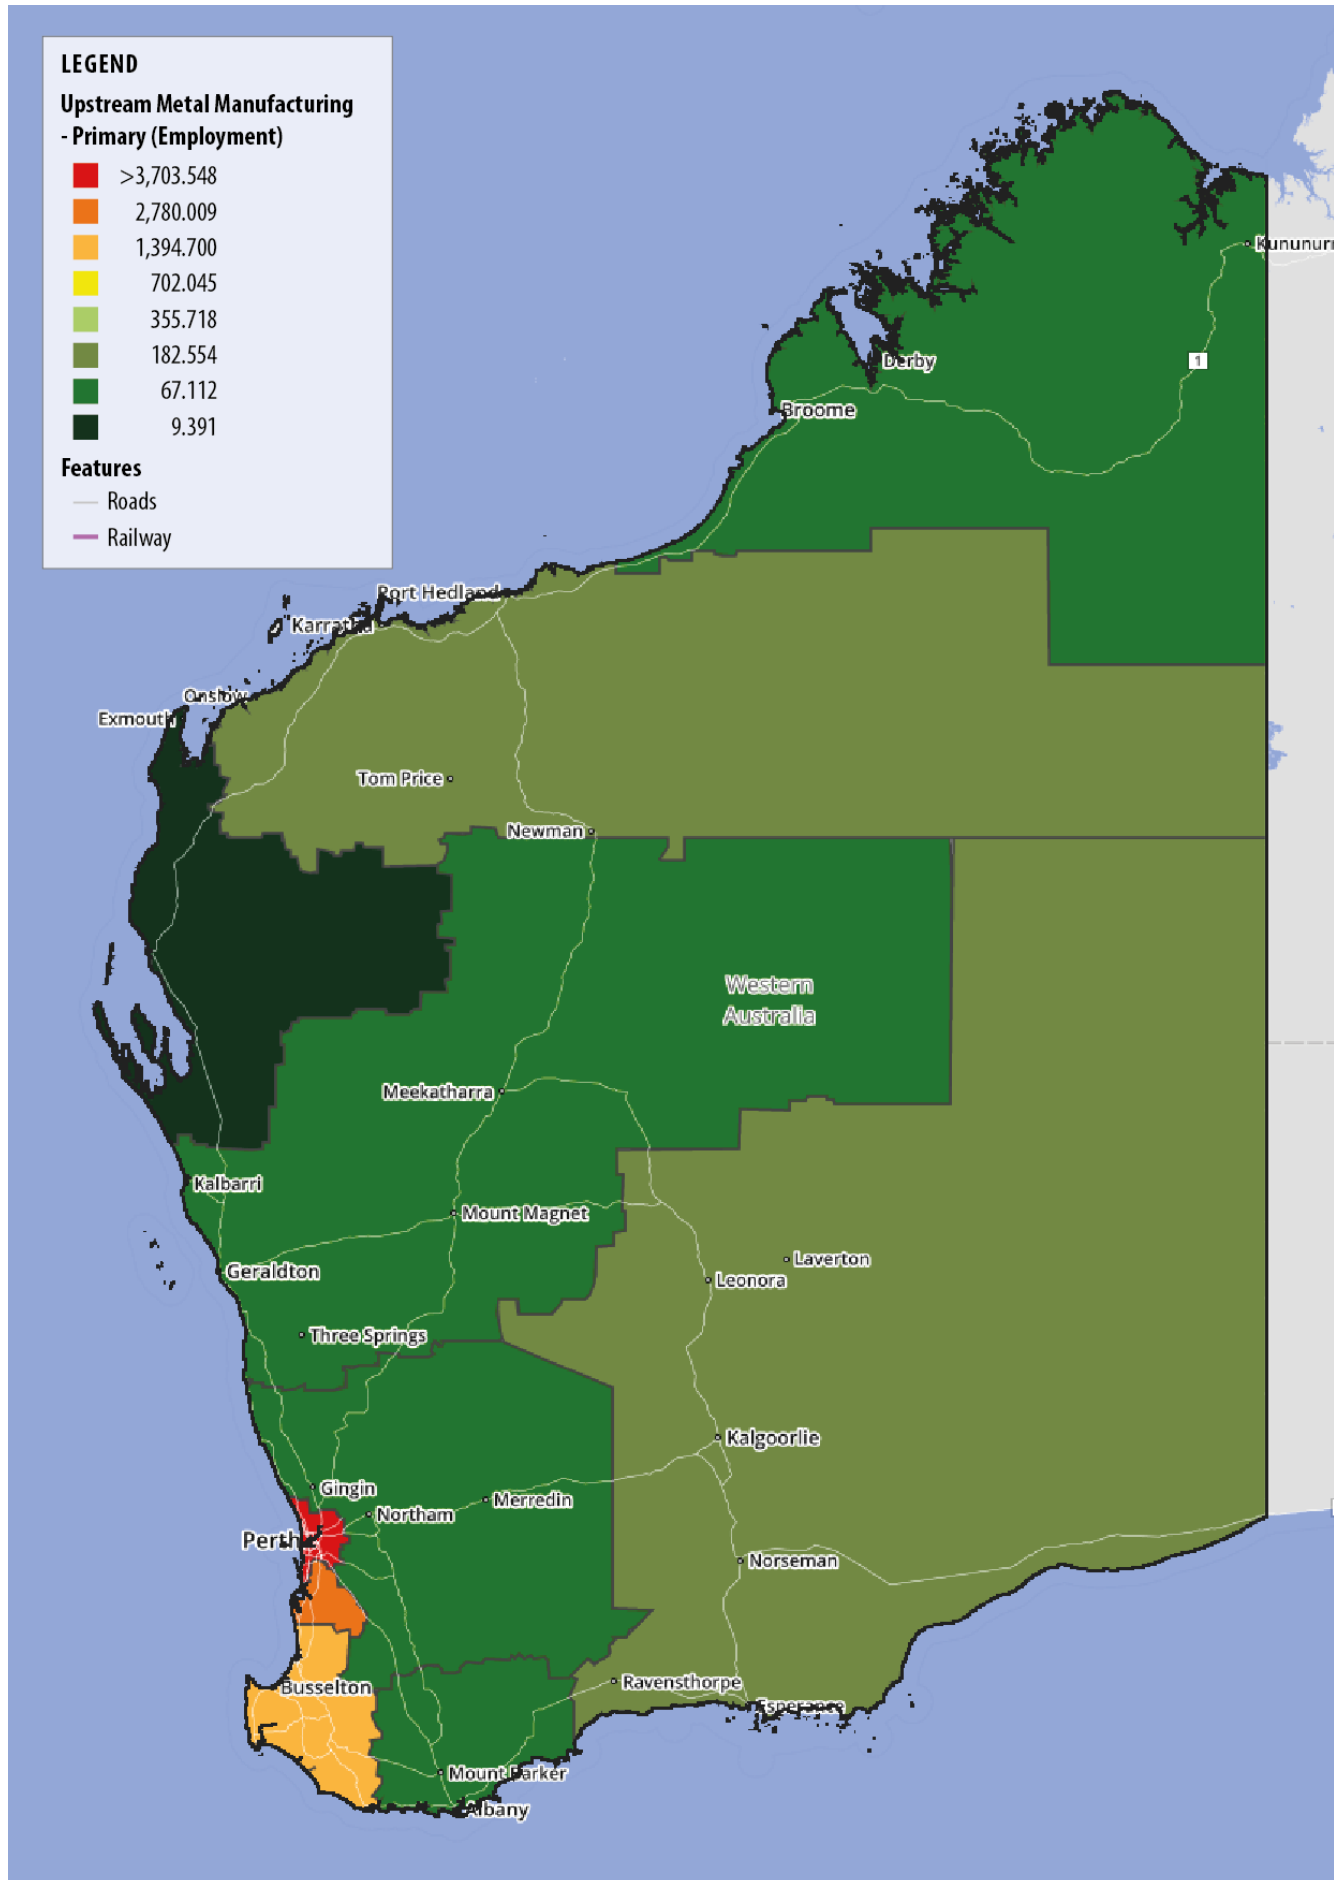 LEGEND
Upstream Metal Manufacturing
- Primary (Employment)
>3,703.548
2,780.009
1,394.700
702.045
355.718
182.554
67.112
9.391
Features
Roads
Railway
Kununurr
1
Derby
Broome
Port Hedland
Karratha
Onslow
Exmouth
Tom Price
Newman
Western
Australia
Meekatharra
Kalbarri
Mount Magnet
Laverton
Geraldton
Leonora
Three Springs
Kalgoorlie
Gingin
Merredin
Northam
Perth
Norseman
Ravensthorpe
Busselton
Esperance
Mount Barker
Albany